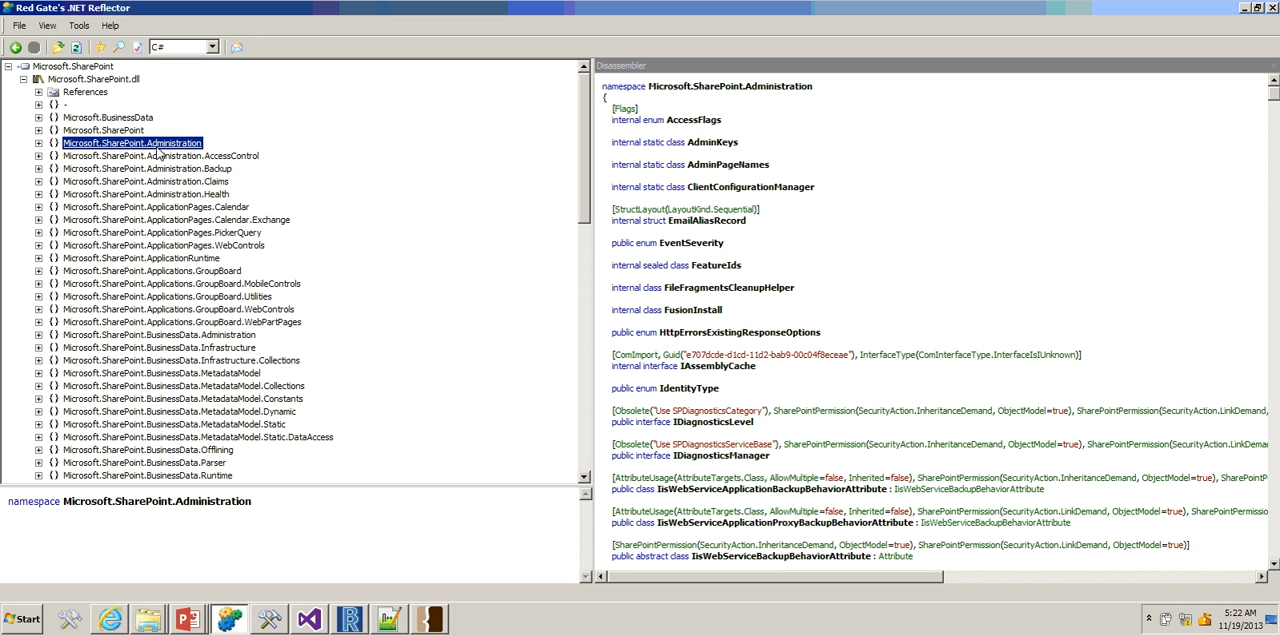 Red Gate's .NET Reflector
File View Tools Help
C#
Microsoft.SharePoint
Microsoft.SharePoint.dll
References
{ } -
{ } Microsoft.BusinessData
{ } Microsoft.SharePoint
{ } Microsoft.SharePoint.Administration
{ } Microsoft.SharePoint.Administration.AccessControl
{ } Microsoft.SharePoint.Administration.Backup
{ } Microsoft.SharePoint.Administration.Claims
{ } Microsoft.SharePoint.Administration.Health
{ } Microsoft.SharePoint.ApplicationPages.Calendar
{ } Microsoft.SharePoint.ApplicationPages.Calendar.Exchange
{ } Microsoft.SharePoint.ApplicationPages.PickerQuery
{ } Microsoft.SharePoint.ApplicationPages.WebControls
{ } Microsoft.SharePoint.ApplicationRuntime
{ } Microsoft.SharePoint.Applications.GroupBoard
{ } Microsoft.SharePoint.Applications.GroupBoard.MobileControls
{ } Microsoft.SharePoint.Applications.GroupBoard.Utilities
{ } Microsoft.SharePoint.Applications.GroupBoard.WebControls
{ } Microsoft.SharePoint.Applications.GroupBoard.WebPartPages
{ } Microsoft.SharePoint.BusinessData.Administration
{ } Microsoft.SharePoint.BusinessData.Infrastructure
{ } Microsoft.SharePoint.BusinessData.Infrastructure.Collections
{ } Microsoft.SharePoint.BusinessData.MetadataModel
{ } Microsoft.SharePoint.BusinessData.MetadataModel.Collections
{ } Microsoft.SharePoint.BusinessData.MetadataModel.Constants
{ } Microsoft.SharePoint.BusinessData.MetadataModel.Dynamic
{ } Microsoft.SharePoint.BusinessData.MetadataModel.Static
{ } Microsoft.SharePoint.BusinessData.MetadataModel.Static.DataAccess
{ } Microsoft.SharePoint.BusinessData.Offlining
{ } Microsoft.SharePoint.BusinessData.Parser
{ } Microsoft.SharePoint.BusinessData.Runtime
namespace Microsoft.SharePoint.Administration
Disassembler
namespace Microsoft.SharePoint.Administration
{
[Flags]
internal enum AccessFlags
internal static class AdminKeys
internal static class AdminPageNames
internal static class ClientConfigurationManager
[StructLayout(LayoutKind.Sequential)]
internal struct EmailAliasRecord
public enum EventSeverity
internal sealed class FeatureIds
internal class FileFragmentsCleanupHelper
internal class FusionInstall
public enum HttpErrorsExistingResponseOptions
[ComImport, Guid("e707dcde-d1cd-11d2-bab9-00c04f8eceae"), InterfaceType(ComInterfaceType.InterfaceIsIUnknown)]
internal interface IAssemblyCache
public enum IdentityType
[Obsolete("Use SPDiagnosticsCategory"), SharePointPermission(SecurityAction.InheritanceDemand, ObjectModel=true), SharePointPermission(SecurityAction.LinkDemand,
public interface IDiagnosticsLevel
[Obsolete("Use SPDiagnosticsServiceBase"), SharePointPermission(SecurityAction.InheritanceDemand, ObjectModel=true), SharePointPermission(SecurityAction.LinkDem
public interface IDiagnosticsManager
[AttributeUsage(AttributeTargets.Class, AllowMultiple=false, Inherited=false), SharePointPermission(SecurityAction.InheritanceDemand, ObjectModel=true), SharePointP
public class IisWebServiceApplicationBackupBehaviorAttribute : IisWebServiceBackupBehaviorAttribute
[AttributeUsage(AttributeTargets.Class, AllowMultiple=false, Inherited=false), SharePointPermission(SecurityAction.LinkDemand, ObjectModel=true), SharePointPermissio
public class IisWebServiceApplicationProxyBackupBehaviorAttribute : IisWebServiceBackupBehaviorAttribute
[SharePointPermission(SecurityAction.InheritanceDemand, ObjectModel=true), SharePointPermission(SecurityAction.LinkDemand, ObjectModel=true)]
public abstract class IisWebServiceBackupBehaviorAttribute : Attribute
Start
5:22 AM
11/19/2013